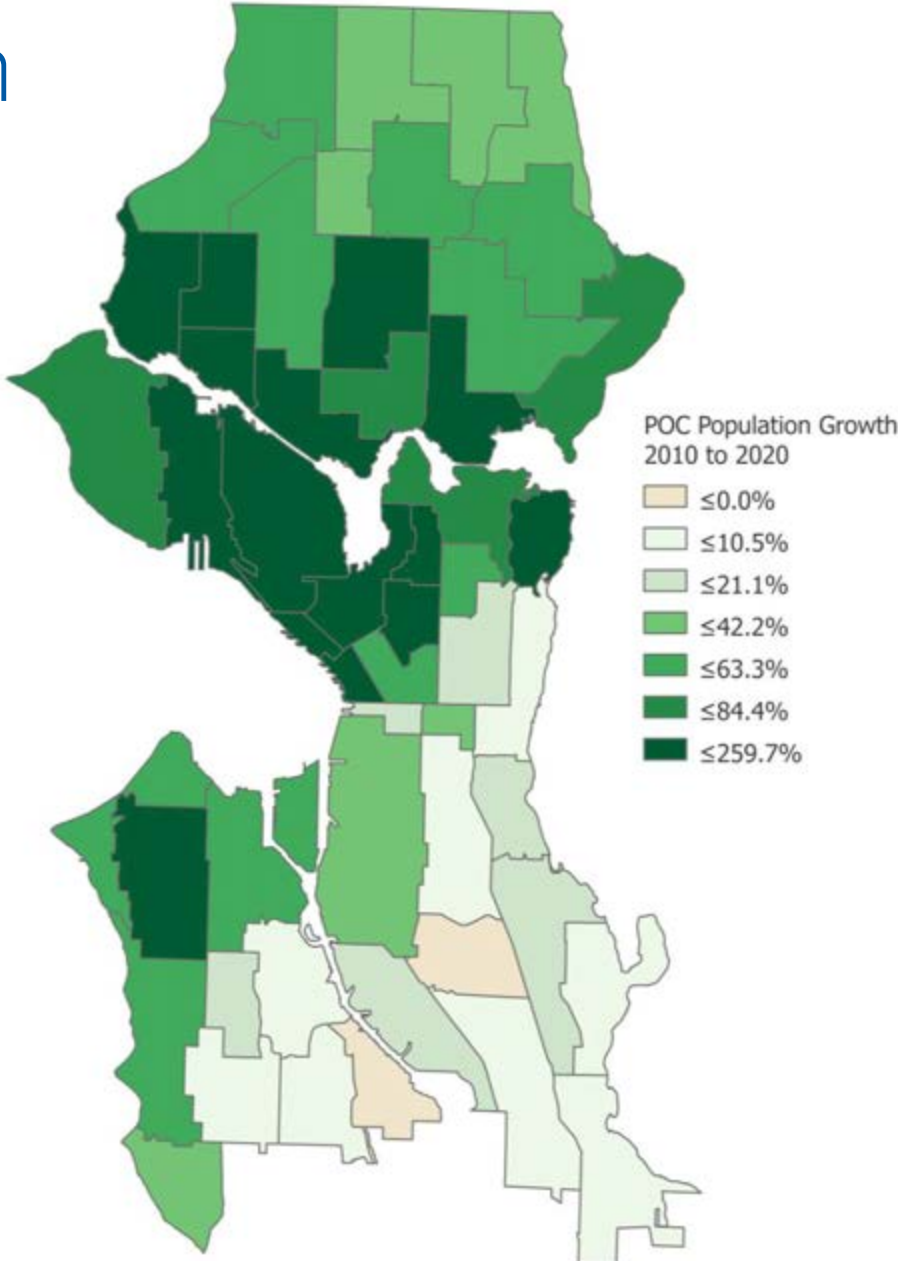 n
POC Population Growth
2010 to 2020
≤0.0%
≤10.5%
≤21.1%
≤42.2%
≤63.3%
≤84.4%
≤259.7%